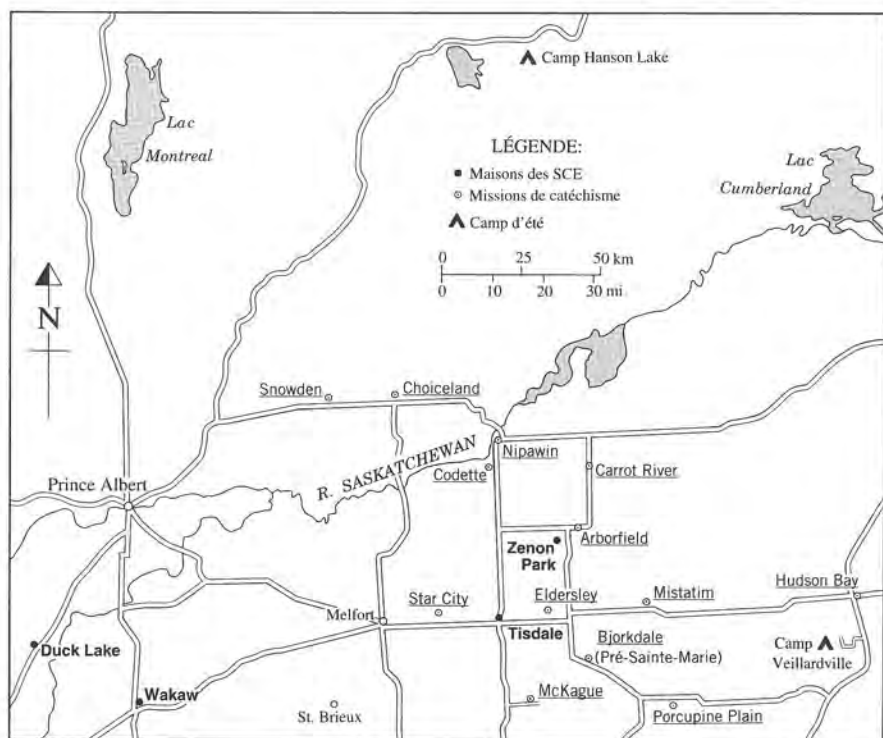 Camp Hanson Lake
Lac
Montreal
LÉGENDE:
Maisons des SCE
Missions de catéchisme
Camp d'été
Lac
Cumberland
0 25 50 km
0 10 20 30 mi
N
Snowden
Choiceland
R. SASKATCHEWAN
Nipawin
Codette
Carrot River
Prince Albert
Arborfield
Zenon
Park
Hudson Bay
Star City
Eldersley
Mistatim
Melfort
Tisdale
Duck Lake
Bjorkdale
(Pré-Sainte-Marie)
Camp
Veillardville
Wakaw
McKague
St. Brieux
Porcupine Plain